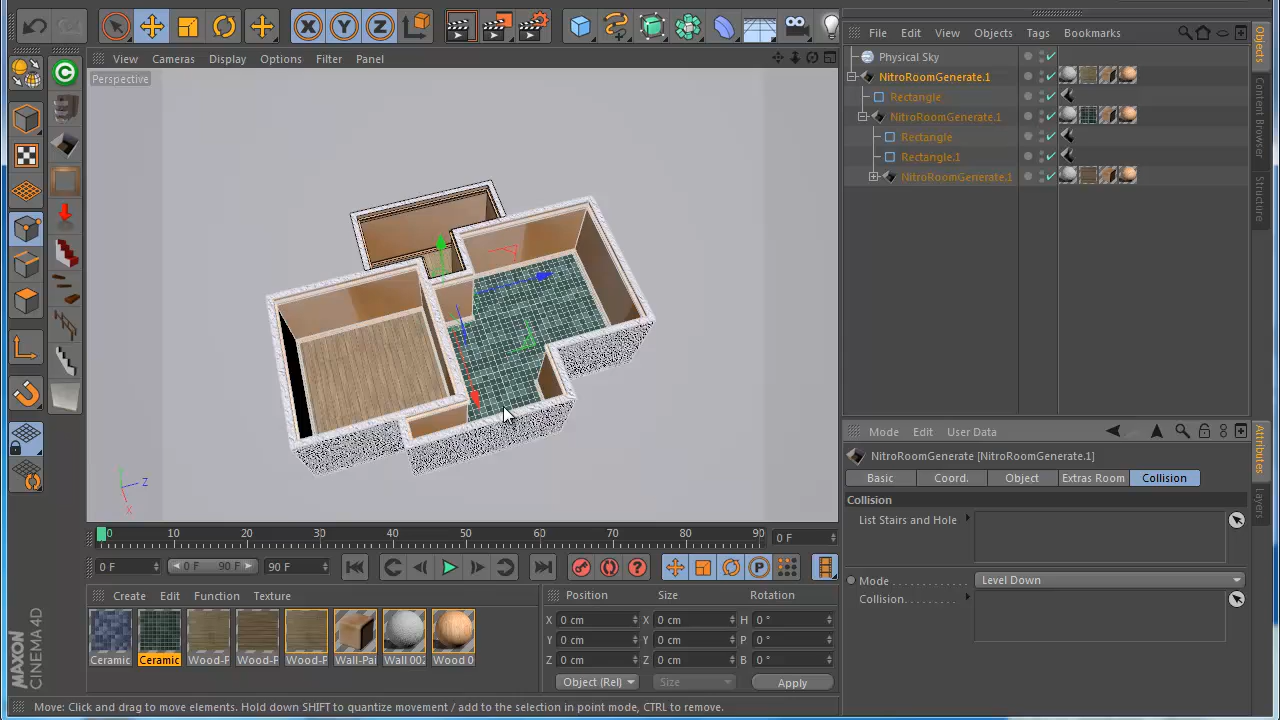 File Edit View Objects Tags Bookmarks
View Cameras Display Options Filter Panel
Perspective
Physical Sky
NitroRoomGenerate.1
Rectangle
NitroRoomGenerate.1
Rectangle
Rectangle.1
NitroRoomGenerate.1
Objects
Content Browser
Structure
Y
Z
X
Mode Edit User Data
NitroRoomGenerate [NitroRoomGenerate.1]
Basic Coord. Object Extras Room Collision
Collision
List Stairs and Hole
Mode Level Down
Collision
Attributes
Layers
0 10 20 30 40 50 60 70 80 90 0 F
0 F 0 F 90 F 90 F
Create Edit Function Texture
Ceramic Ceramic Wood-F Wood-F Wood-F Wall-Pai Wall 002 Wood 0
Position Size Rotation
X 0 cm X 0 cm H 0 °
Y 0 cm Y 0 cm P 0 °
Z 0 cm Z 0 cm B 0 °
Object (Rel) Size Apply
MAXON
CINEMA 4D
Move: Click and drag to move elements. Hold down SHIFT to quantize movement / add to the selection in point mode, CTRL to remove.